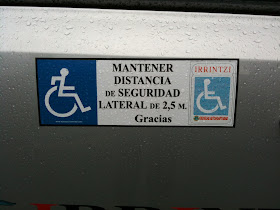 MANTENER
DISTANCIA
DE SEGURIDAD
LATERAL DE 2,5 M.
Gracias
IRRINTZI